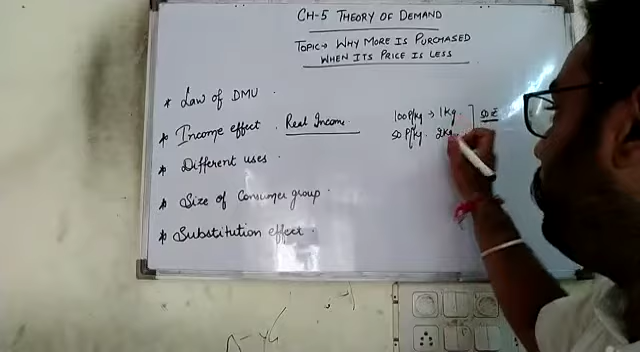 CH-5 THEORY OF DEMAND
TOPIC→ WHY MORE IS PURCHASED
WHEN ITS PRICE IS LESS
* Law of DMU.
* Income effect. Real Income.
100₹/kg → 1kg.
50₹/kg. 2kg
* Different uses.
* Size of Consumer group.
* Substitution effect.